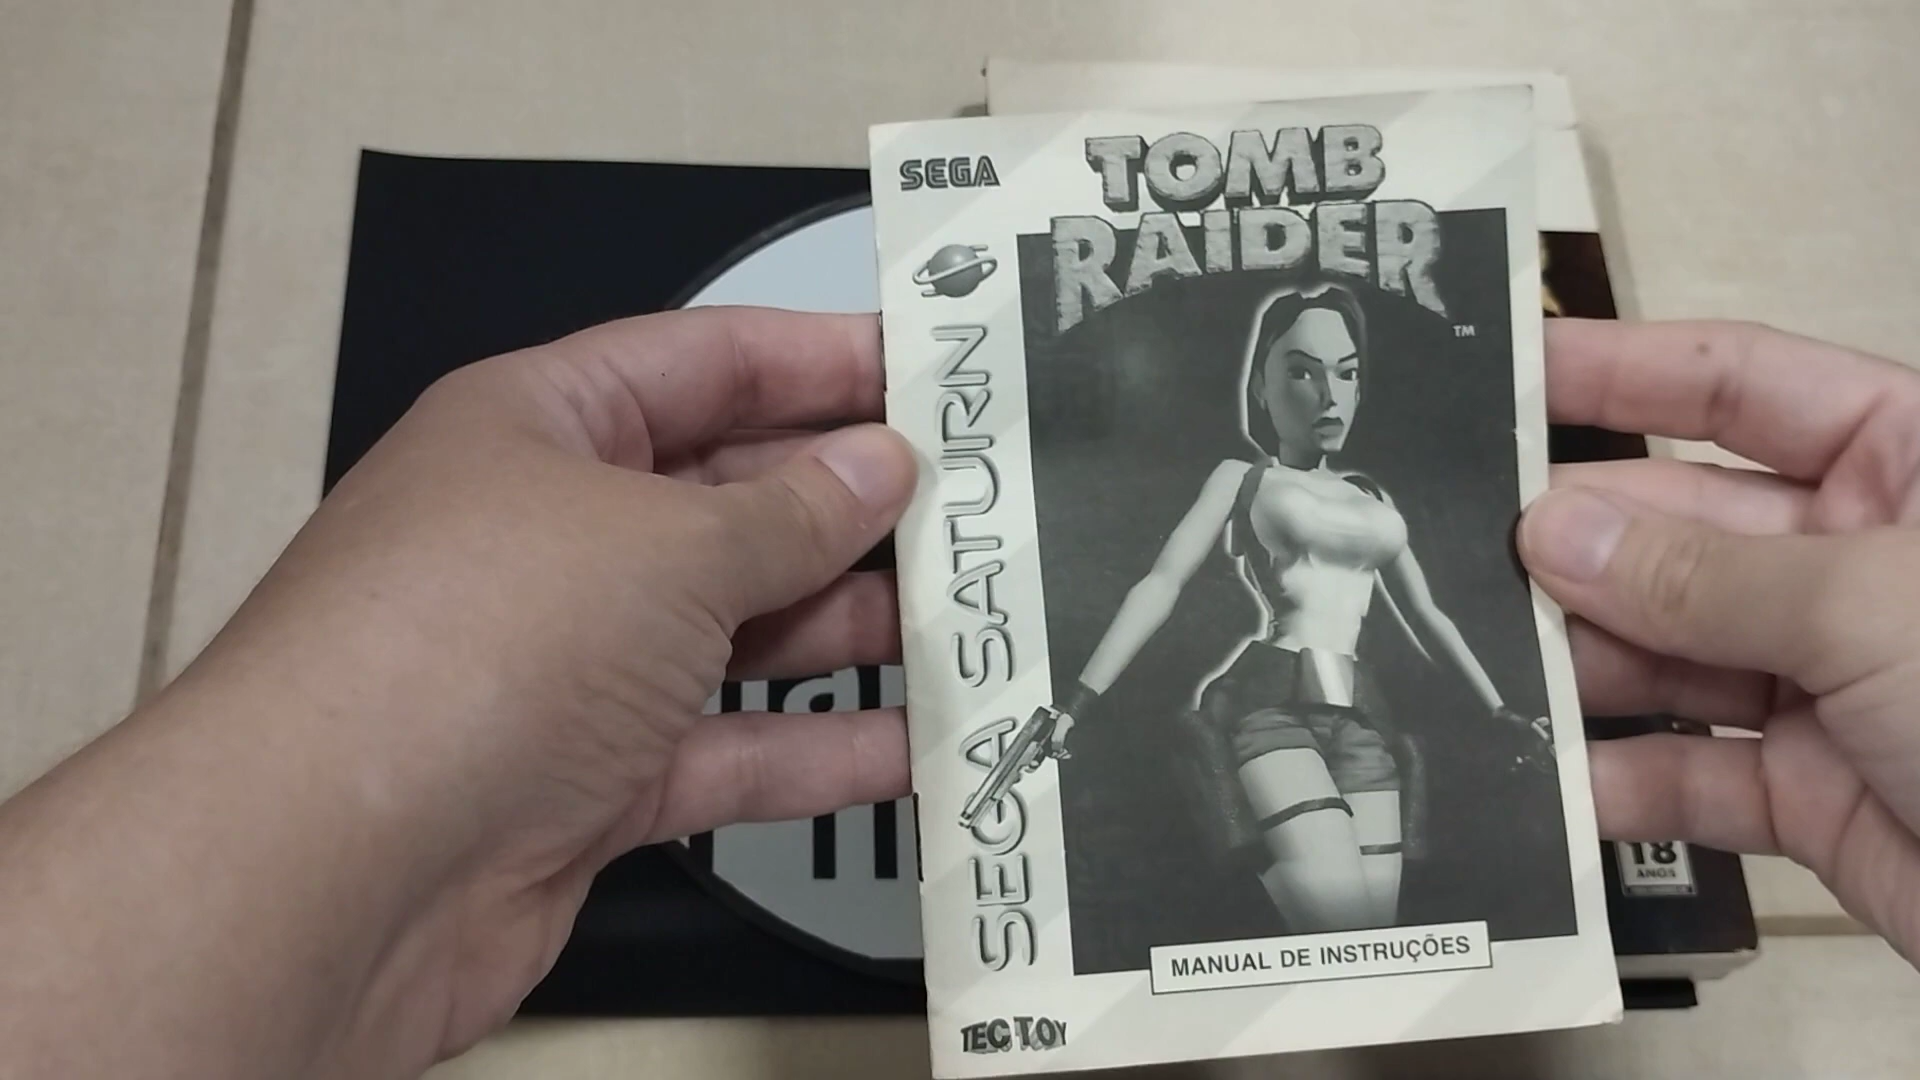 SEGA
TOMB
RAIDER
TM
SEGA SATURN
MANUAL DE INSTRUÇÕES
TEC TOY
18
ANOS